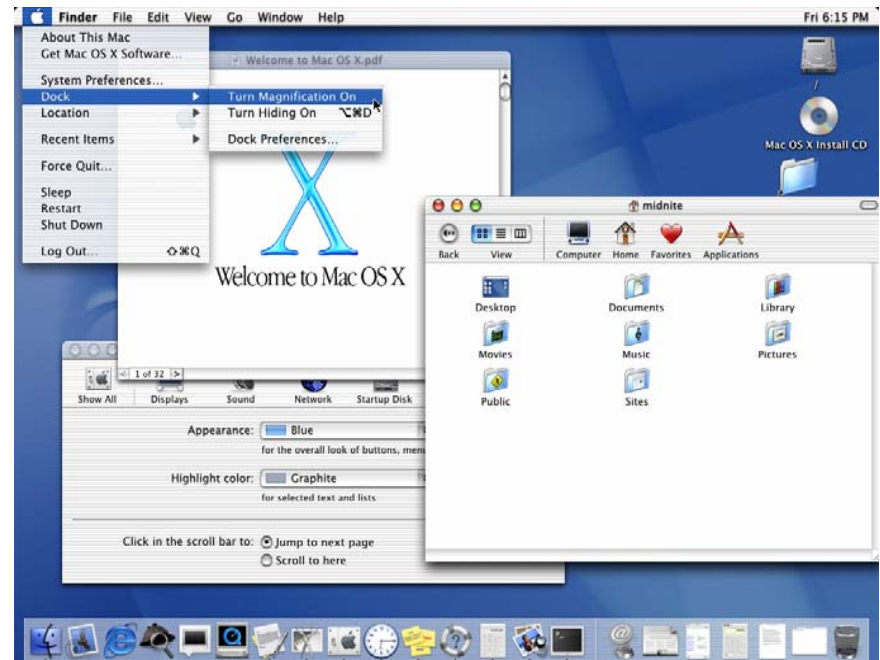 Finder File Edit View Go Window Help Fri 6:15 PM
About This Mac
Get Mac OS X Software...
System Preferences...
Dock
Location
Recent Items
Force Quit...
Sleep
Restart
Shut Down
Log Out... ⇧⌘Q
Turn Magnification On
Turn Hiding On ⌥⌘D
Dock Preferences...
Welcome to Mac OS X.pdf
X
Welcome to Mac OS X
1 of 32
/
Mac OS X Install CD
midnite
Back View Computer Home Favorites Applications
Desktop Documents Library
Movies Music Pictures
Public Sites
Show All Displays Sound Network Startup Disk
Appearance: Blue
for the overall look of buttons, men
Highlight color: Graphite
for selected text and lists
Click in the scroll bar to: Jump to next page
Scroll to here